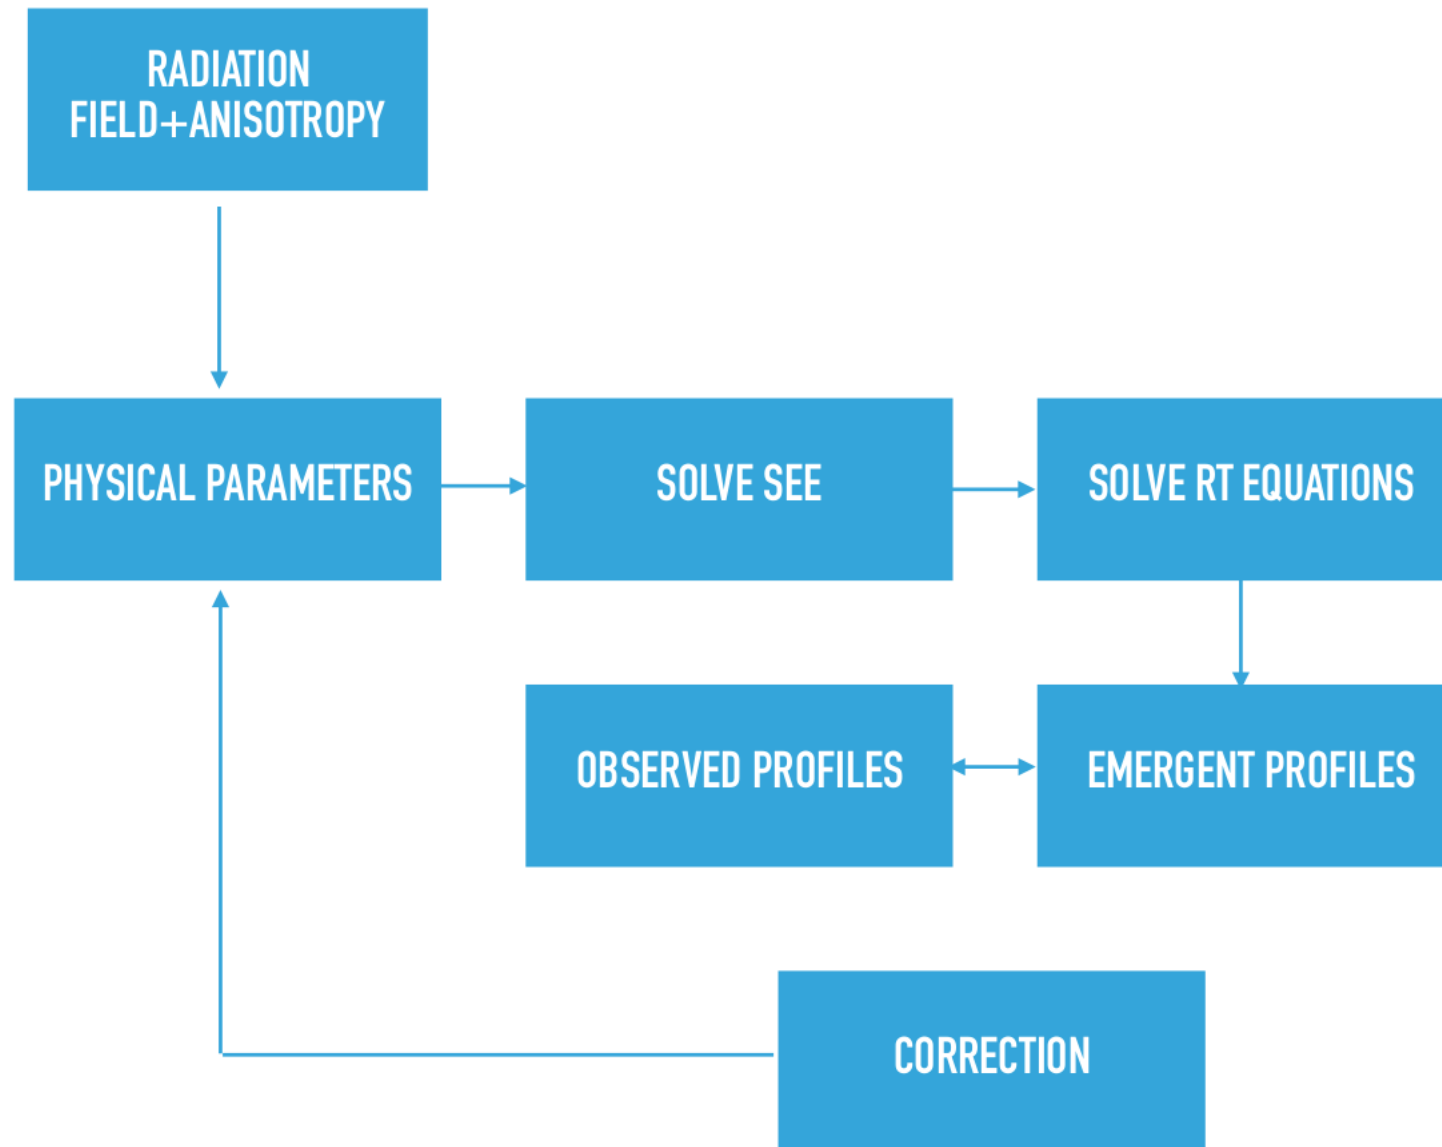 RADIATION
FIELD+ANISOTROPY
PHYSICAL PARAMETERS
SOLVE SEE
SOLVE RT EQUATIONS
OBSERVED PROFILES
EMERGENT PROFILES
CORRECTION